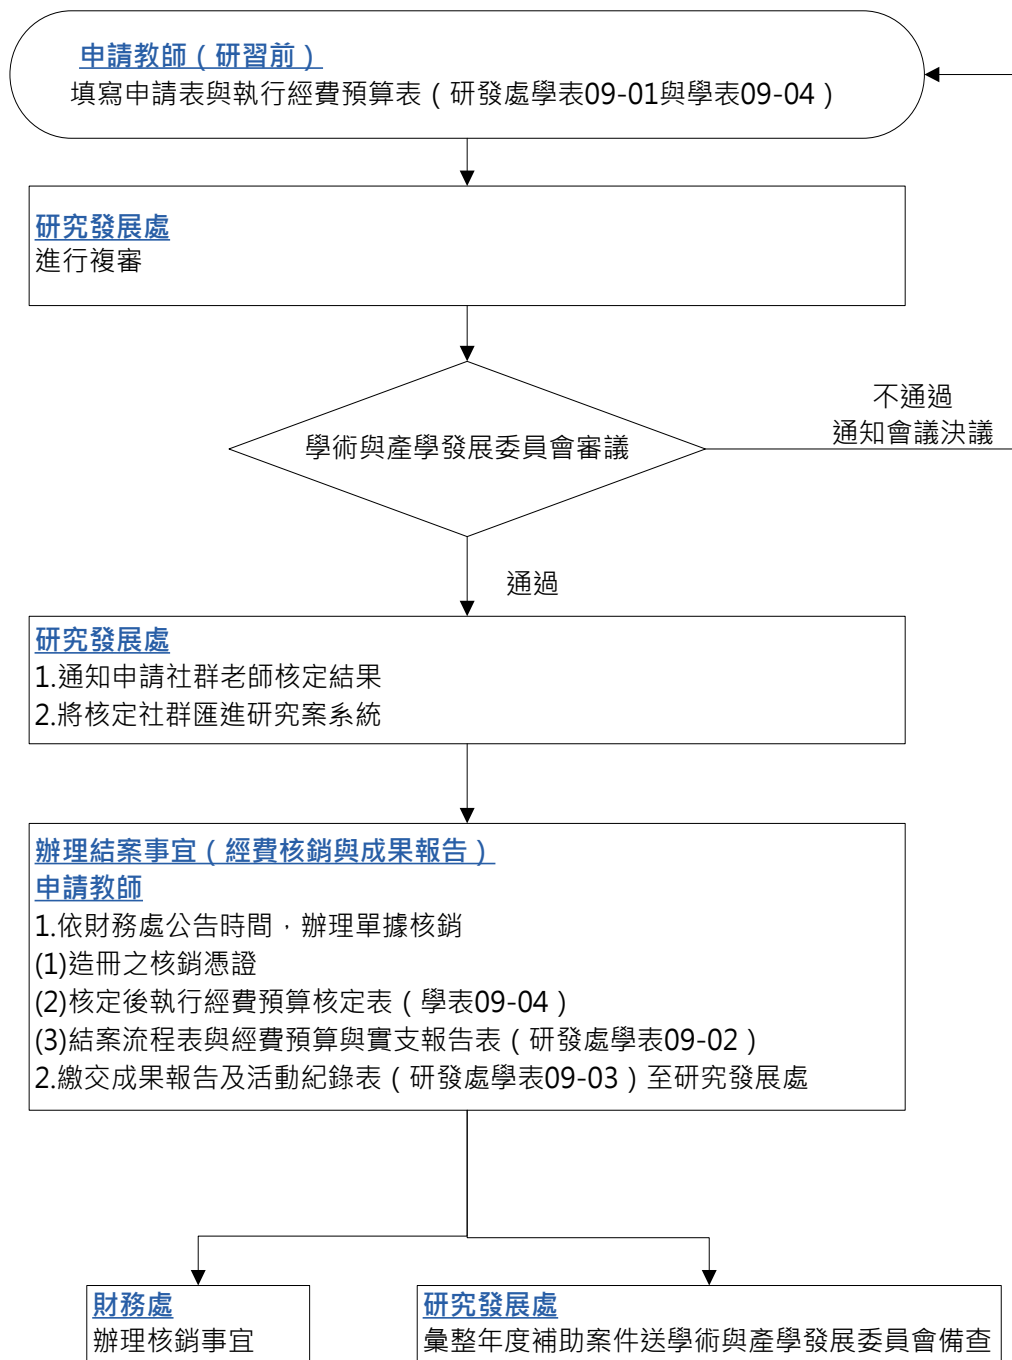 申請教師（研習前）
填寫申請表與執行經費預算表（研發處學表09-01與學表09-04）
研究發展處
進行複審
學術與產學發展委員會審議
不通過
通知會議決議
通過
研究發展處
1.通知申請社群老師核定結果
2.將核定社群匯進研究案系統
辦理結案事宜（經費核銷與成果報告）
申請教師
1.依財務處公告時間，辦理單據核銷
(1)造冊之核銷憑證
(2)核定後執行經費預算核定表（學表09-04）
(3)結案流程表與經費預算與實支報告表（研發處學表09-02）
2.繳交成果報告及活動紀錄表（研發處學表09-03）至研究發展處
財務處
辦理核銷事宜
研究發展處
彙整年度補助案件送學術與產學發展委員會備查